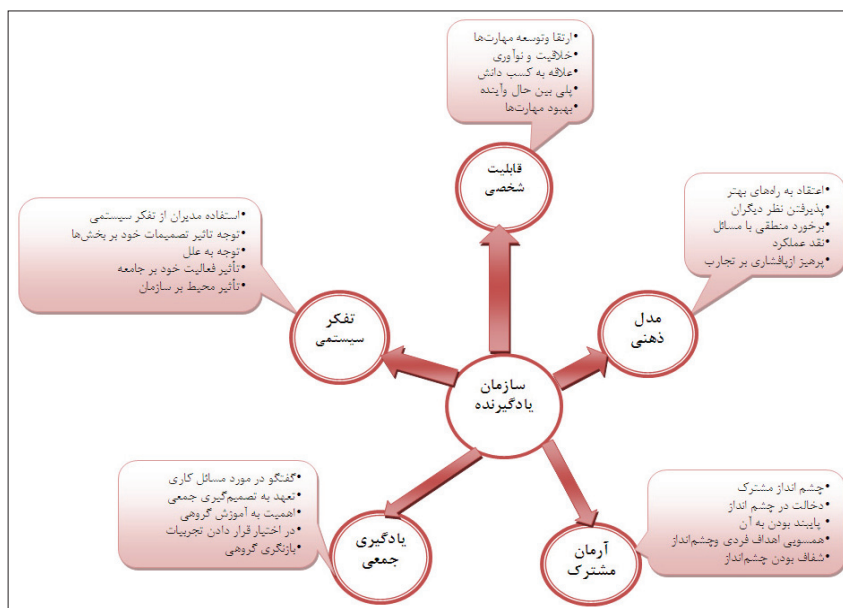 •ارتقا وتوسعه مهارت‌ها
•خلاقیت و نوآوری
•علاقه به کسب دانش
•پلی بین حال وآینده
•بهبود مهارت‌ها
قابلیت
شخصی
•اعتقاد به راه‌های بهتر
•پذیرفتن نظر دیگران
•برخورد منطقی با مسائل
•نقد عملکرد
•پرهیز ازپافشاری بر تجارب
مدل
ذهنی
•استفاده مدیران از تفکر سیستمی
•توجه تاثیر تصمیمات خود بر بخش‌ها
•توجه به علل
•تأثیر فعالیت خود بر جامعه
•تأثیر محیط بر سازمان
تفکر
سیستمی
سازمان
یادگیرنده
•چشم انداز مشترک
•دخالت در چشم انداز
•پایبند بودن به آن
•همسویی اهداف فردی وچشم‌انداز
•شفاف بودن چشم‌انداز
آرمان
مشترک
•گفتگو در مورد مسائل کاری
•تعهد به تصمیم‌گیری جمعی
•اهمیت به آموزش گروهی
•در اختیار قرار دادن تجربیات
•بازنگری گروهی
یادگیری
جمعی